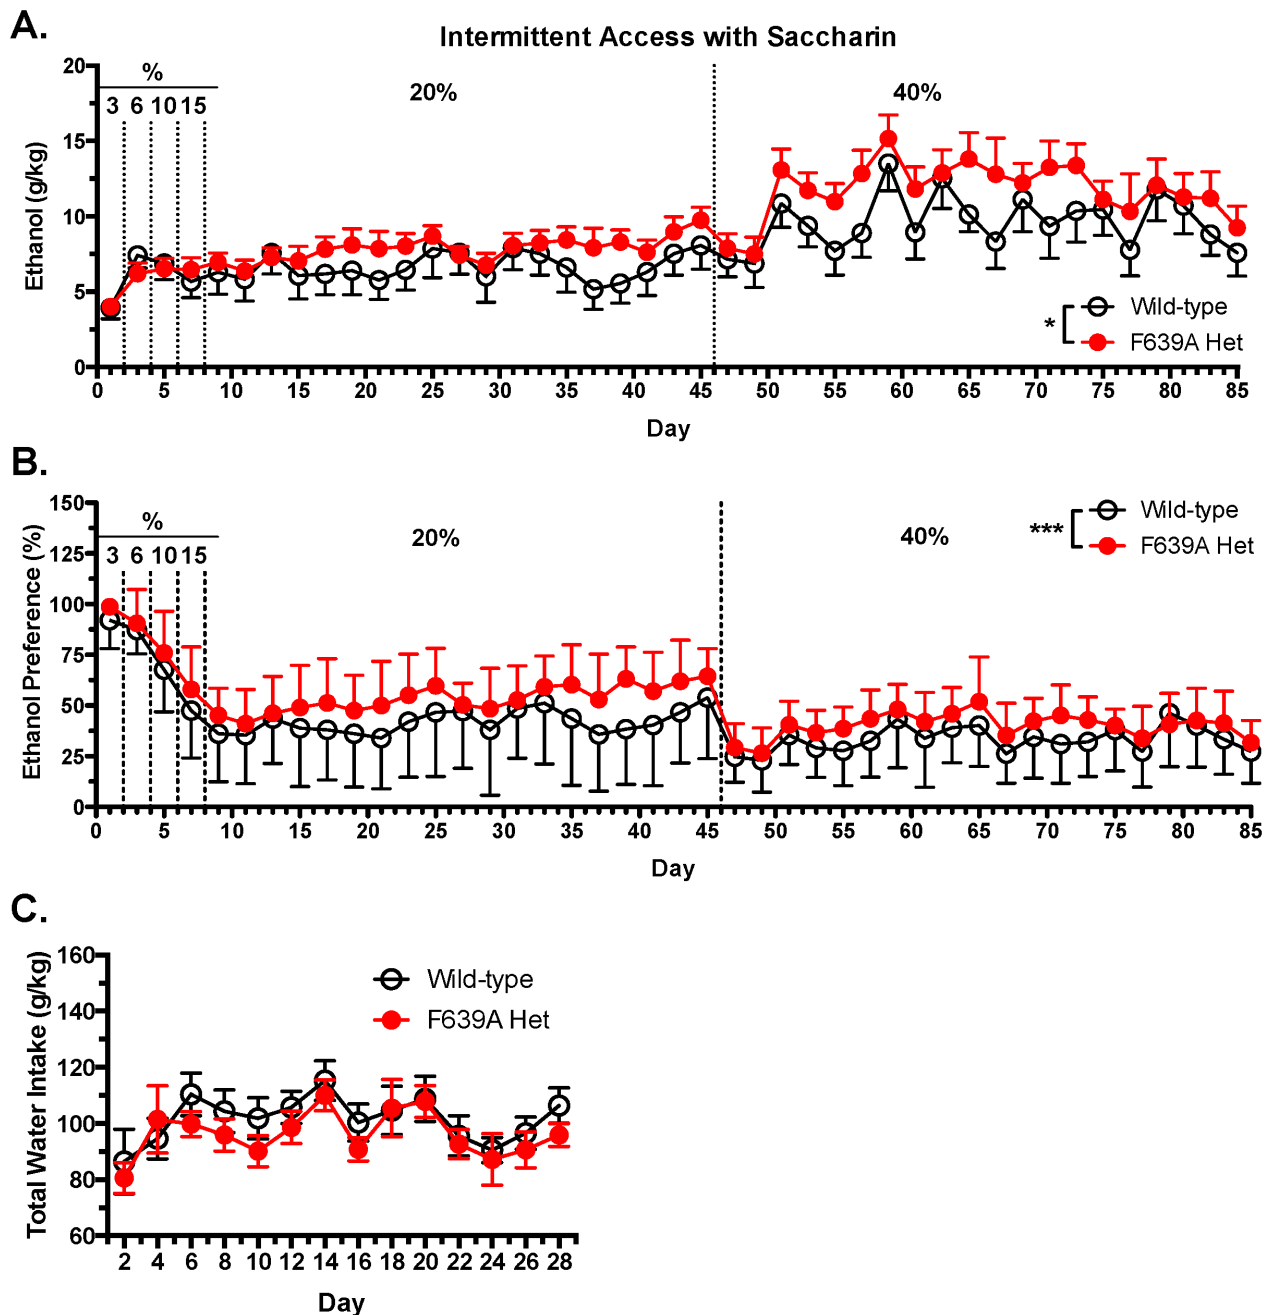 A.
Intermittent Access with Saccharin
%
3 6 10 15
20%
40%
Ethanol (g/kg)
20
15
10
5
0
Wild-type
* F639A Het
0 5 10 15 20 25 30 35 40 45 50 55 60 65 70 75 80 85
Day
B.
%
3 6 10 15
20%
40%
Wild-type
*** F639A Het
Ethanol Preference (%)
150
125
100
75
50
25
0
0 5 10 15 20 25 30 35 40 45 50 55 60 65 70 75 80 85
Day
C.
Wild-type
F639A Het
Total Water Intake (g/kg)
160
140
120
100
80
60
2 4 6 8 10 12 14 16 18 20 22 24 26 28
Day